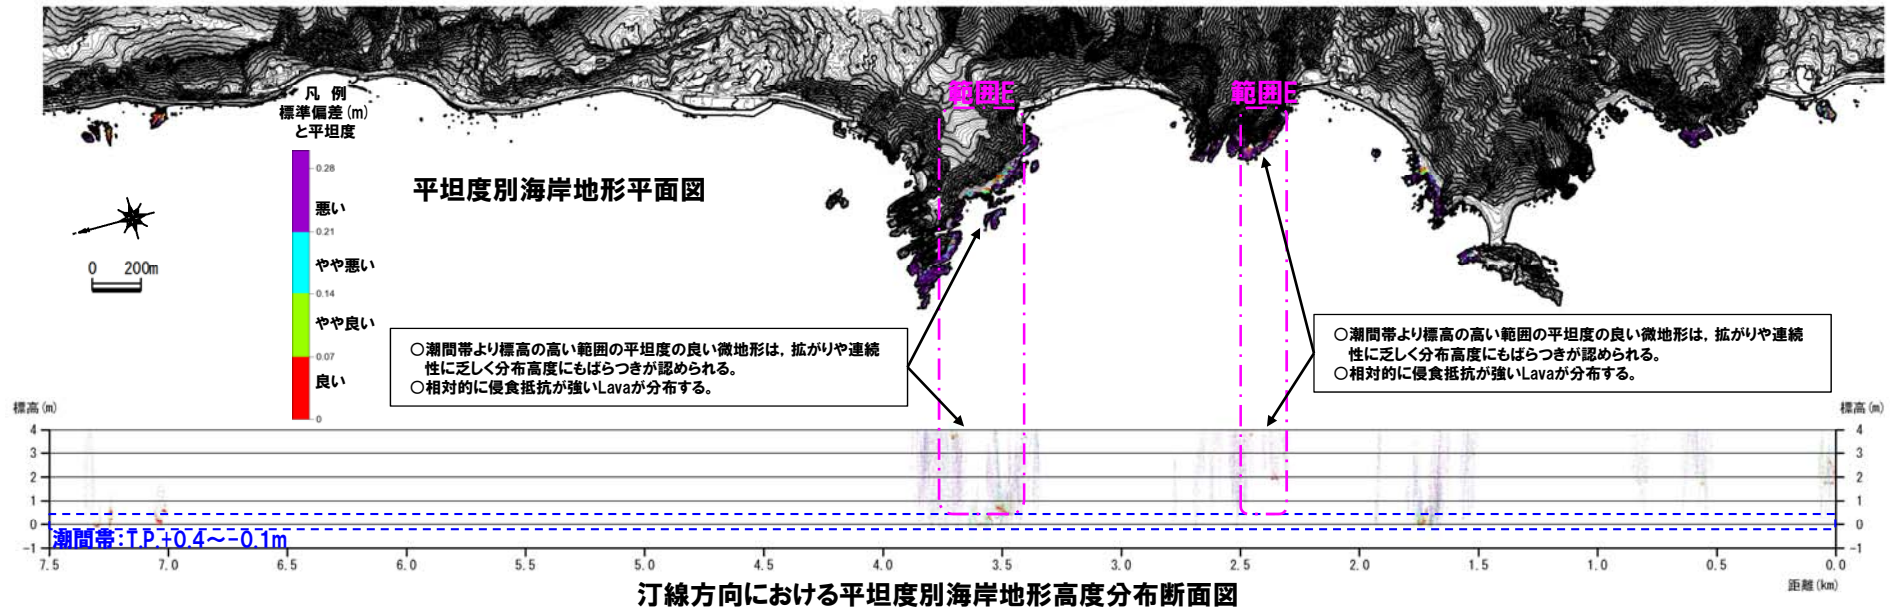 範囲E
範囲E
凡 例
標準偏差(m)
と平坦度
0.28
悪い
0.21
やや悪い
0.14
やや良い
0.07
良い
0
平坦度別海岸地形平面図
0 200m
○潮間帯より標高の高い範囲の平坦度の良い微地形は，拡がりや連続
性に乏しく分布高度にもばらつきが認められる。
○相対的に侵食抵抗が強いLavaが分布する。
○潮間帯より標高の高い範囲の平坦度の良い微地形は，拡がりや連続
性に乏しく分布高度にもばらつきが認められる。
○相対的に侵食抵抗が強いLavaが分布する。
標高(m)
標高(m)
4 4
3 3
2 2
1 1
0 0
-1 -1
潮間帯：T.P.+0.4～-0.1m
7.5 7.0 6.5 6.0 5.5 5.0 4.5 4.0 3.5 3.0 2.5 2.0 1.5 1.0 0.5 0.0
距離(km)
汀線方向における平坦度別海岸地形高度分布断面図